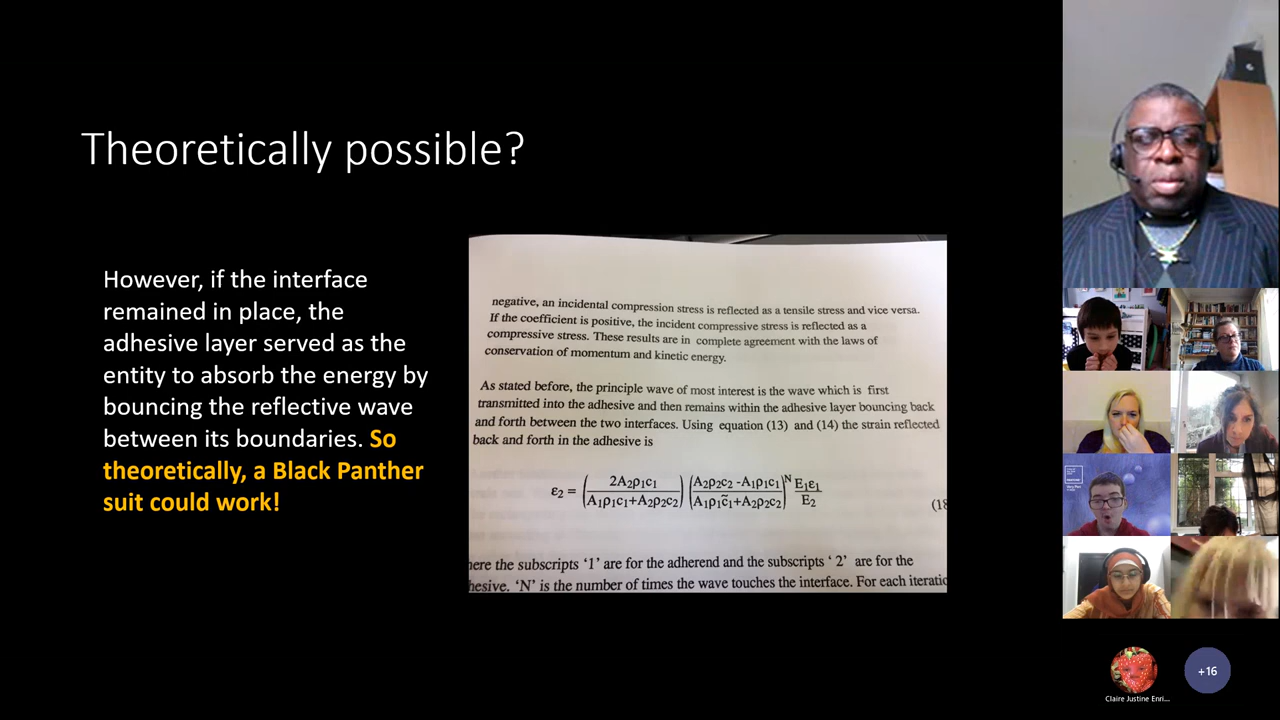 Theoretically possible?
However, if the interface
remained in place, the
adhesive layer served as the
entity to absorb the energy by
bouncing the reflective wave
between its boundaries. So
theoretically, a Black Panther
suit could work!
negative, an incidental compression stress is reflected as a tensile stress and vice versa.
If the coefficient is positive, the incident compressive stress is reflected as a
compressive stress. These results are in complete agreement with the laws of
conservation of momentum and kinetic energy.
As stated before, the principle wave of most interest is the wave which is first
transmitted into the adhesive and then remains within the adhesive layer bouncing back
and forth between the two interfaces. Using equation (13) and (14) the strain reflected
back and forth in the adhesive is
ε₂ = (2A₂ρ₁c₁ / A₁ρ₁c₁+A₂ρ₂c₂) (A₂ρ₂c₂ -A₁ρ₁c₁ / A₁ρ₁c̃₁+A₂ρ₂c₂)ᴺ E₁ε₁ / E₂
(18
here the subscripts ‘1’ are for the adherend and the subscripts ‘ 2’ are for the
hesive. ‘N’ is the number of times the wave touches the interface. For each iteratio
Claire Justine Enri...
+16